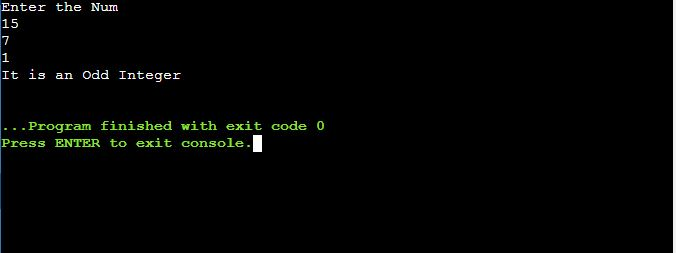 Enter the Num
15
7
1
It is an Odd Integer
...Program finished with exit code 0
Press ENTER to exit console.